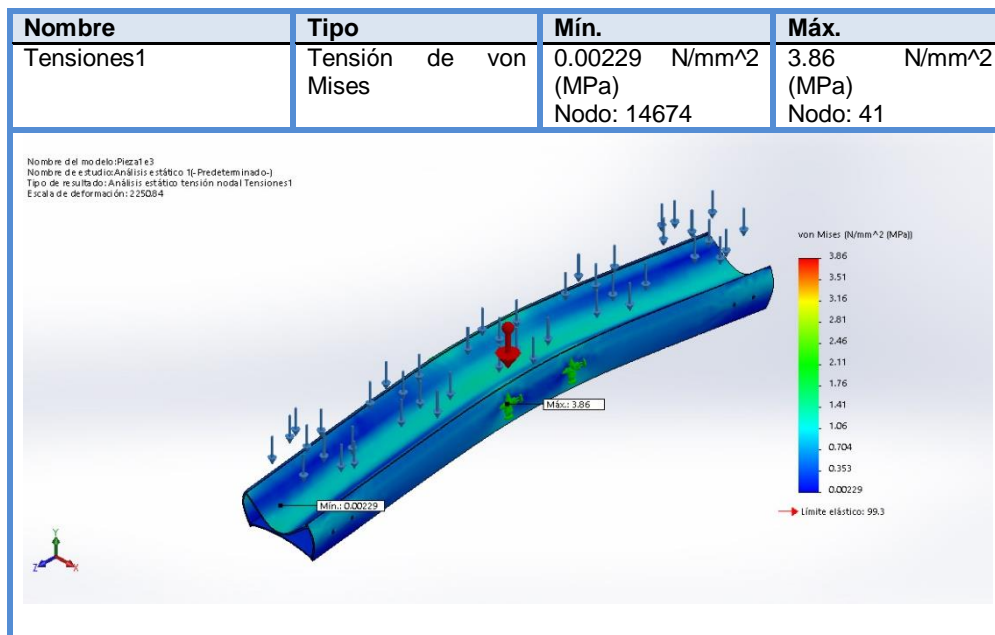 Nombre Tipo Mín. Máx.
Tensiones1 Tensión de von 0.00229 N/mm^2 3.86 N/mm^2
Mises (MPa) (MPa)
Nodo: 14674 Nodo: 41
Nombre del modelo:Pieza1e3
Nombre de estudio:Análisis estático 1(-Predeterminado-)
Tipo de resultado: Análisis estático tensión nodal Tensiones1
Escala de deformación: 2250.84
von Mises (N/mm^2 (MPa))
3.86
3.51
3.16
2.81
2.46
2.11
1.76
1.41
1.06
0.704
0.353
0.00229
Límite elástico: 99.3
Máx.: 3.86
Mín.: 0.00229
Y
Z
X